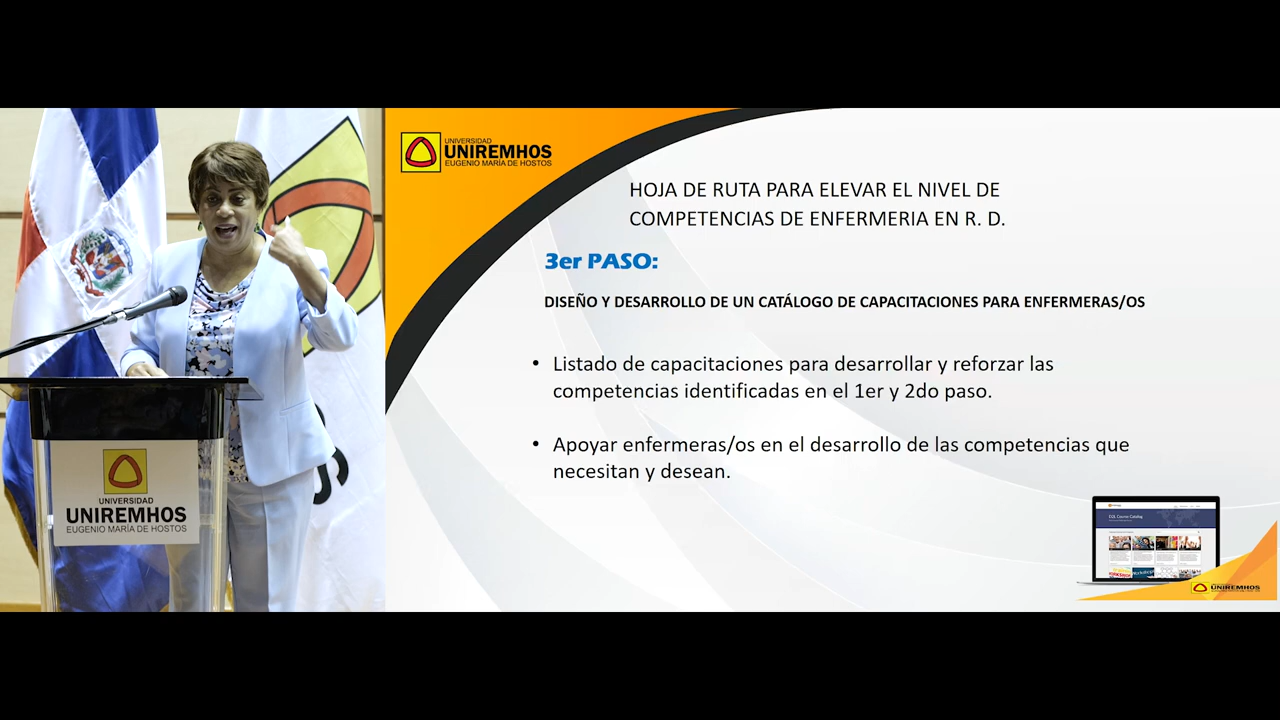 UNIVERSIDAD
UNIREMHOS
EUGENIO MARÍA DE HOSTOS
HOJA DE RUTA PARA ELEVAR EL NIVEL DE
COMPETENCIAS DE ENFERMERIA EN R. D.
3er PASO:
DISEÑO Y DESARROLLO DE UN CATÁLOGO DE CAPACITACIONES PARA ENFERMERAS/OS
• Listado de capacitaciones para desarrollar y reforzar las
competencias identificadas en el 1er y 2do paso.
• Apoyar enfermeras/os en el desarrollo de las competencias que
necesitan y desean.
UNIVERSIDAD
UNIREMHOS
EUGENIO MARÍA DE HOSTOS
OS
Course Catalog
UNIREMHOS